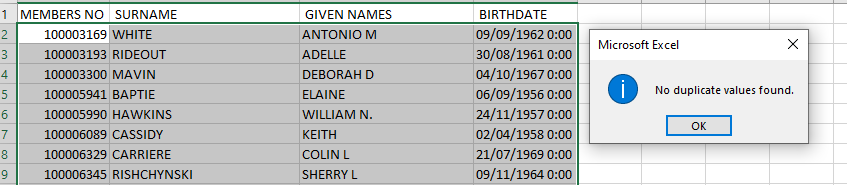 1 MEMBERS NO SURNAME GIVEN NAMES BIRTHDATE
2 100003169 WHITE ANTONIO M 09/09/1962 0:00
3 100003193 RIDEOUT ADELLE 30/08/1961 0:00
4 100003300 MAVIN DEBORAH D 04/10/1967 0:00
5 100005941 BAPTIE ELAINE 06/09/1956 0:00
6 100005990 HAWKINS WILLIAM N. 24/11/1957 0:00
7 100006089 CASSIDY KEITH 02/04/1958 0:00
8 100006329 CARRIERE COLIN L 21/07/1969 0:00
9 100006345 RISHCHYNSKI SHERRY L 09/11/1964 0:00
Microsoft Excel
No duplicate values found.
OK